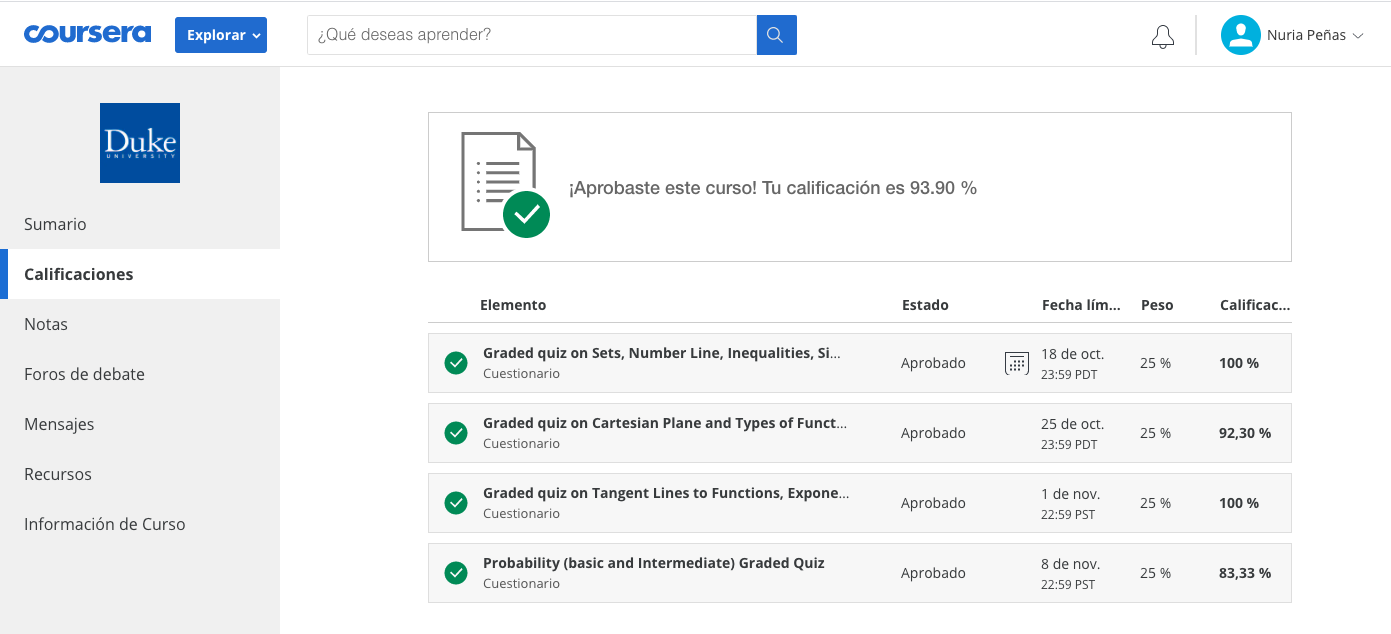 coursera
Explorar
¿Qué deseas aprender?
Nuria Peñas
Duke
UNIVERSITY
Sumario
Calificaciones
Notas
Foros de debate
Mensajes
Recursos
Información de Curso
¡Aprobaste este curso! Tu calificación es 93.90 %
Elemento Estado Fecha lím... Peso Calificac...
Graded quiz on Sets, Number Line, Inequalities, Si... Aprobado 18 de oct. 25 % 100 %
Cuestionario 23:59 PDT
Graded quiz on Cartesian Plane and Types of Funct... Aprobado 25 de oct. 25 % 92,30 %
Cuestionario 23:59 PDT
Graded quiz on Tangent Lines to Functions, Expone... Aprobado 1 de nov. 25 % 100 %
Cuestionario 22:59 PST
Probability (basic and Intermediate) Graded Quiz Aprobado 8 de nov. 25 % 83,33 %
Cuestionario 22:59 PST